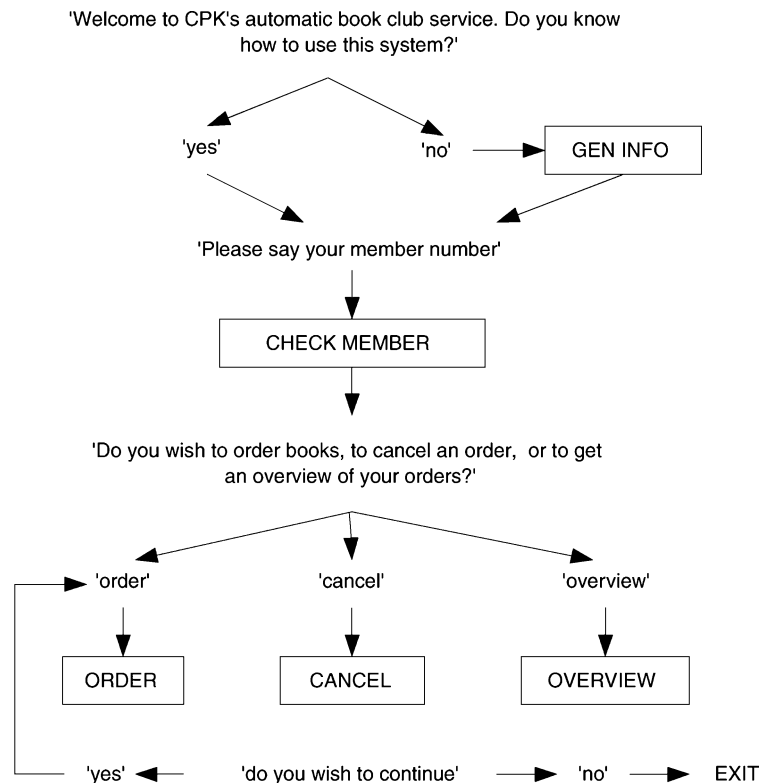 'Welcome to CPK's automatic book club service. Do you know
how to use this system?'
'yes'
'no'
GEN INFO
'Please say your member number'
CHECK MEMBER
'Do you wish to order books, to cancel an order, or to get
an overview of your orders?'
'order'
'cancel'
'overview'
ORDER
CANCEL
OVERVIEW
'yes'
'do you wish to continue'
'no'
EXIT